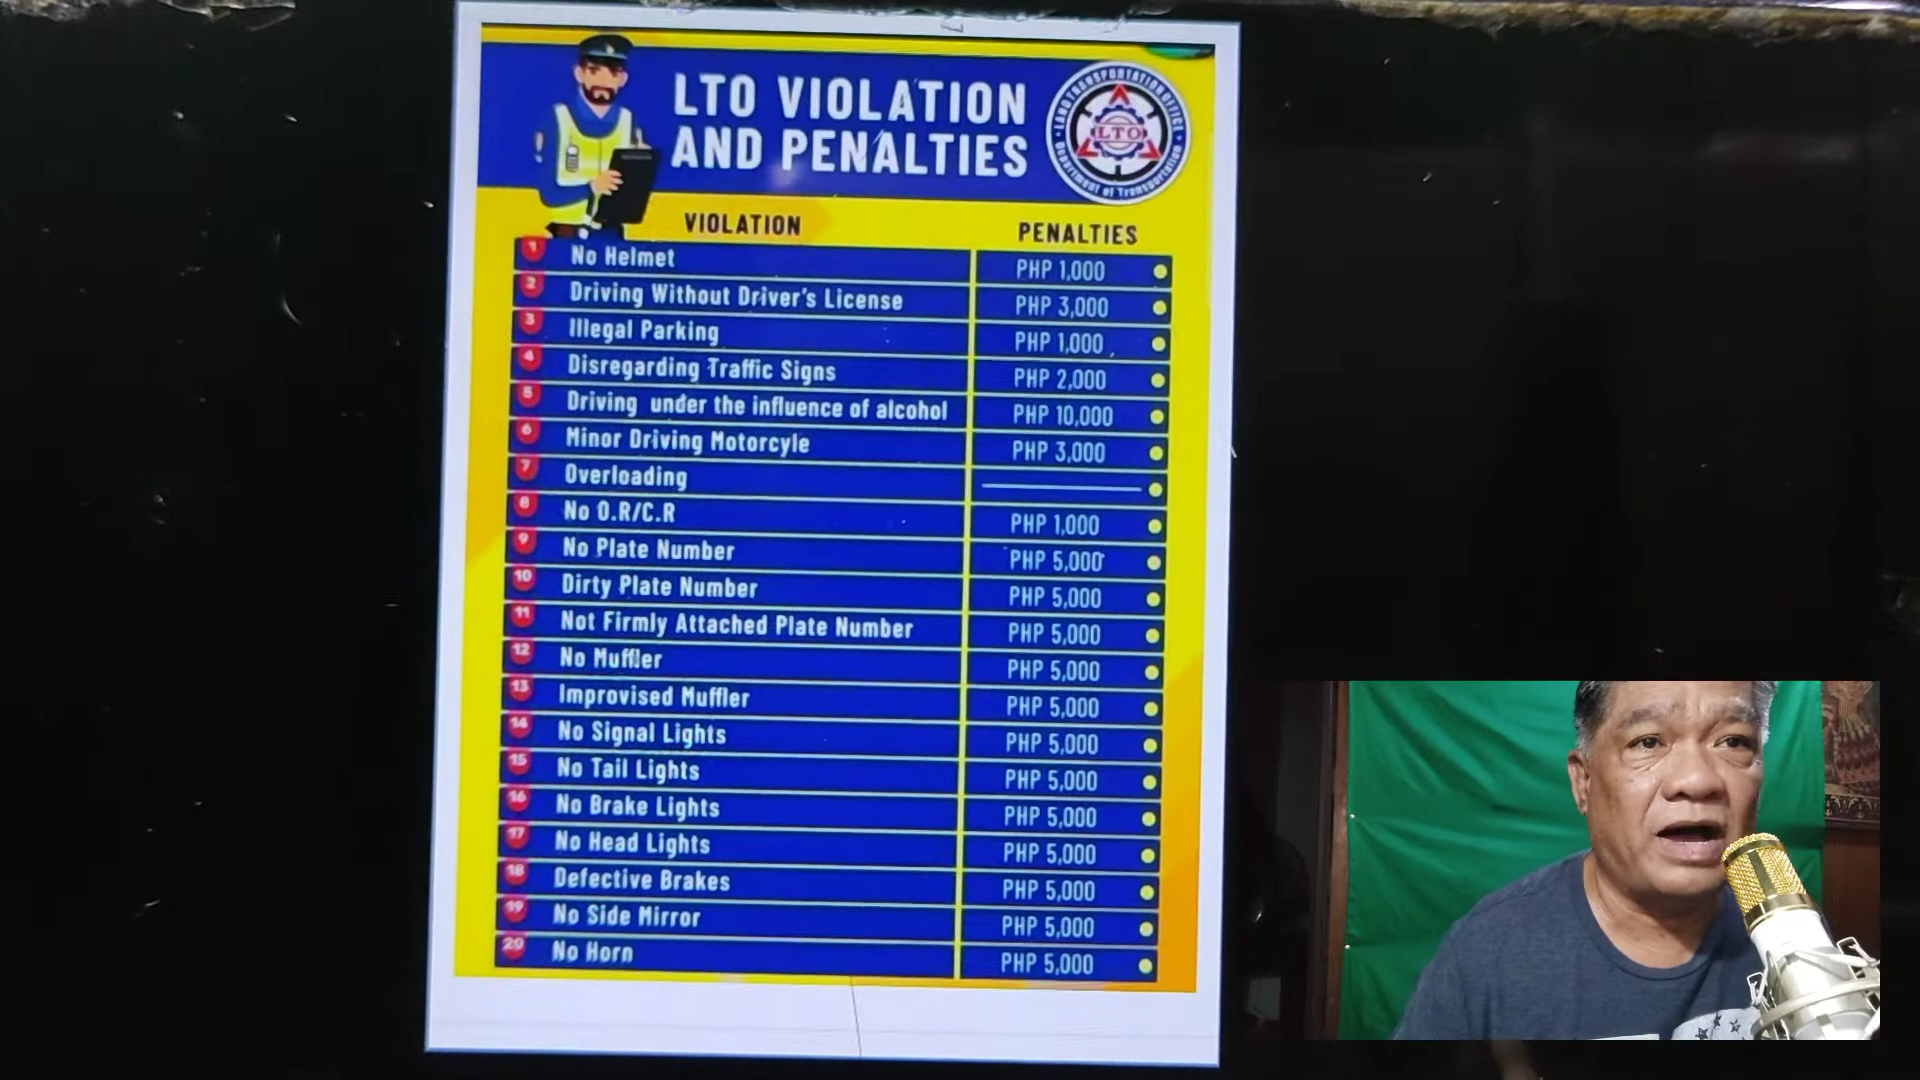 LTO VIOLATION
AND PENALTIES
LAND TRANSPORTATION OFFICE
LTO
Department of Transportation
VIOLATION PENALTIES
1 No Helmet PHP 1,000
2 Driving Without Driver's License PHP 3,000
3 Illegal Parking PHP 1,000
4 Disregarding Traffic Signs PHP 2,000
5 Driving under the influence of alcohol PHP 10,000
6 Minor Driving Motorcyle PHP 3,000
7 Overloading
8 No O.R/C.R PHP 1,000
9 No Plate Number PHP 5,000
10 Dirty Plate Number PHP 5,000
11 Not Firmly Attached Plate Number PHP 5,000
12 No Muffler PHP 5,000
13 Improvised Muffler PHP 5,000
14 No Signal Lights PHP 5,000
15 No Tail Lights PHP 5,000
16 No Brake Lights PHP 5,000
17 No Head Lights PHP 5,000
18 Defective Brakes PHP 5,000
19 No Side Mirror PHP 5,000
20 No Horn PHP 5,000